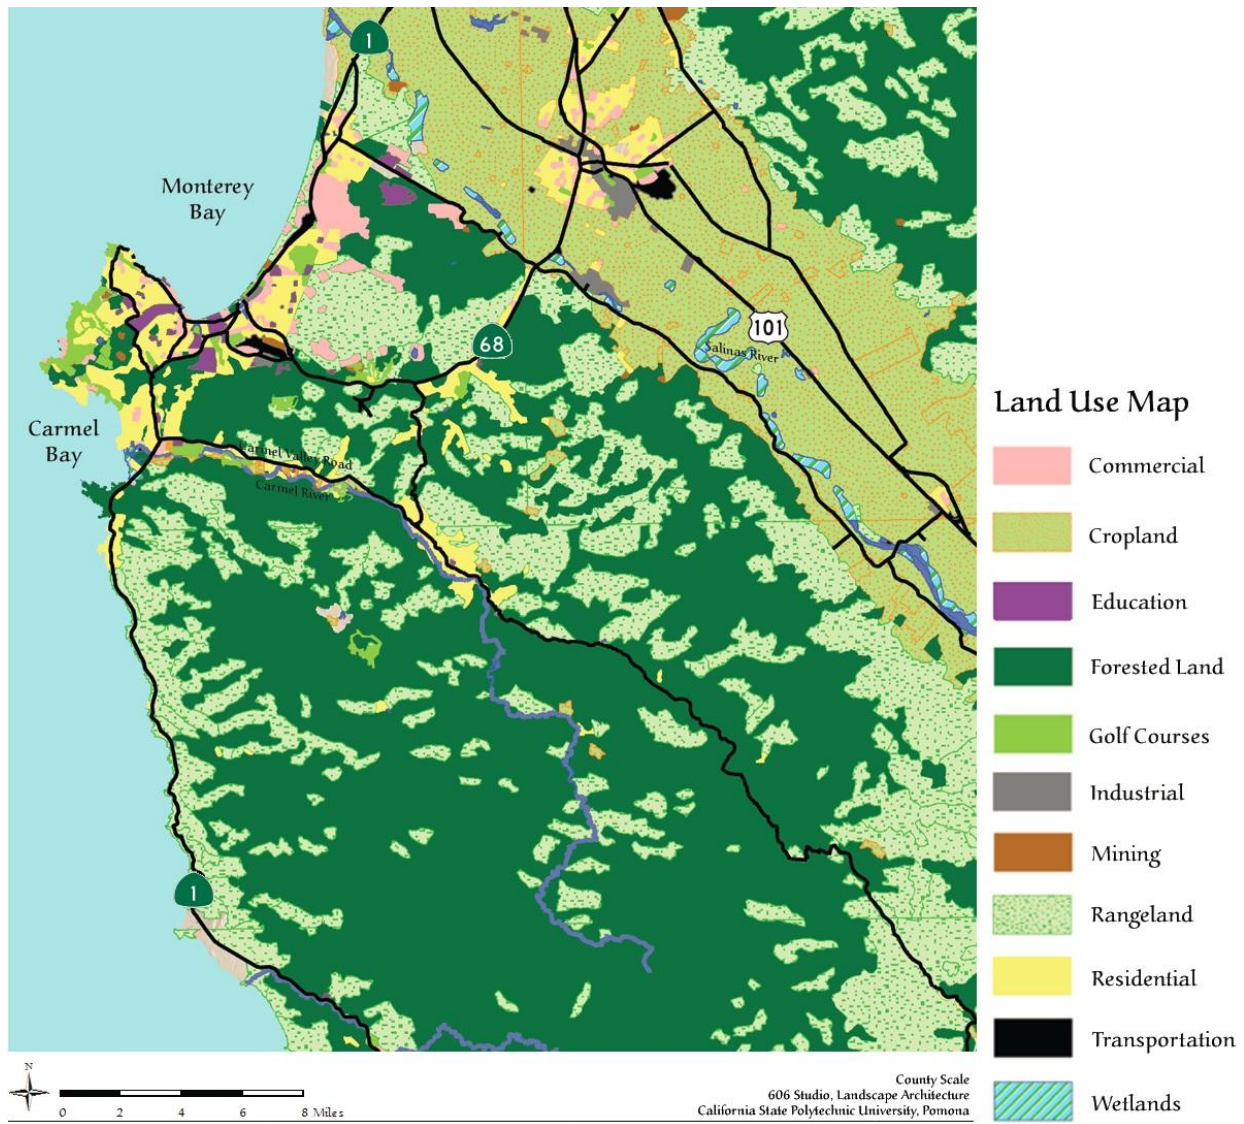 1
Monterey
Bay
101
68
Salinas River
Carmel
Bay
Carmel Valley Road
Carmel River
1
Land Use Map
Commercial
Cropland
Education
Forested Land
Golf Courses
Industrial
Mining
Rangeland
Residential
Transportation
Wetlands
N
0 2 4 6 8 Miles
County Scale
606 Studio, Landscape Architecture
California State Polytechnic University, Pomona